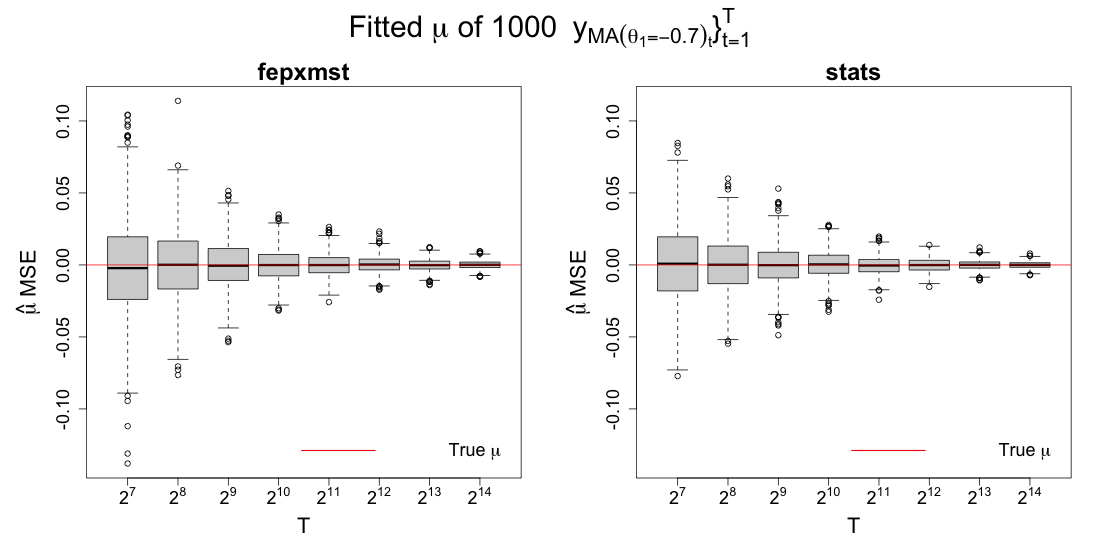 Fitted μ of 1000 y_MA(θ₁=−0.7)_t}_{t=1}^T
fepxmst
μ̂ MSE
0.10
0.05
0.00
-0.05
-0.10
True μ
2^7 2^8 2^9 2^10 2^11 2^12 2^13 2^14
T
stats
μ̂ MSE
0.10
0.05
0.00
-0.05
-0.10
True μ
2^7 2^8 2^9 2^10 2^11 2^12 2^13 2^14
T